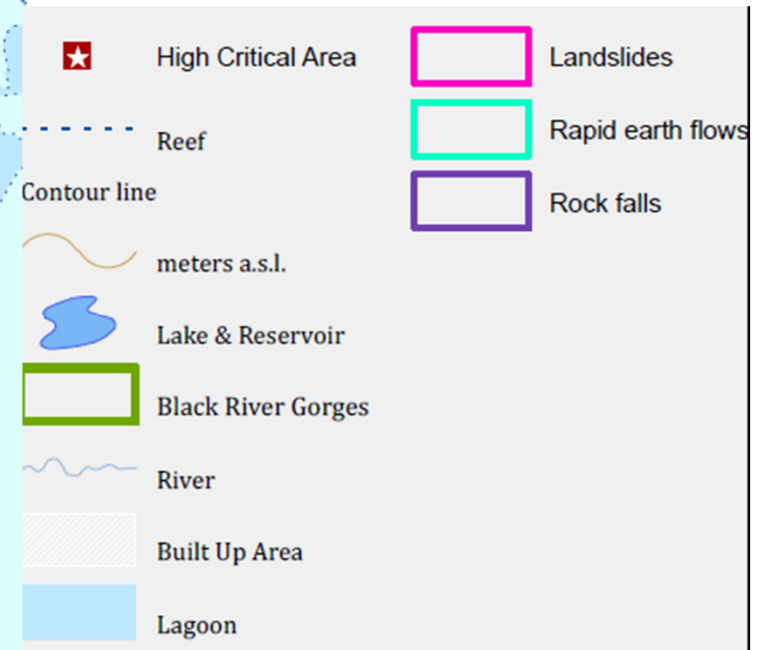 High Critical Area
Reef
Contour line
meters a.s.l.
Lake & Reservoir
Black River Gorges
River
Built Up Area
Lagoon
Landslides
Rapid earth flows
Rock falls